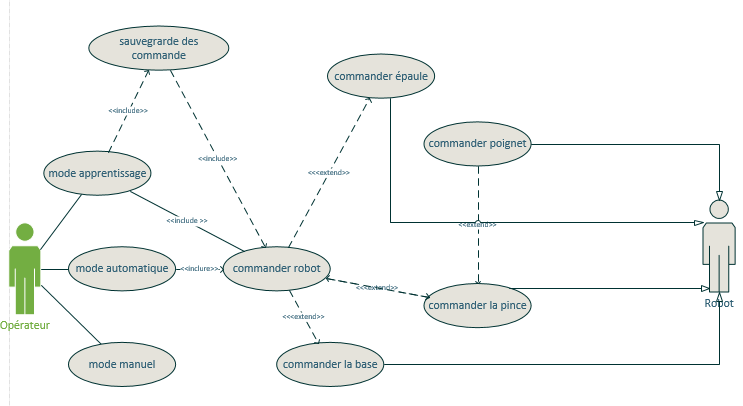 sauvegrarde des
commande
commander épaule
<<include>>
commander poignet
<<include>>
mode apprentissage
<<<extend>>
<<include >>
<<extend>>
mode automatique
<<inclure>>
commander robot
<<extend>>
commander la pince
Robot
<<<extend>>
Opérateur
mode manuel
commander la base